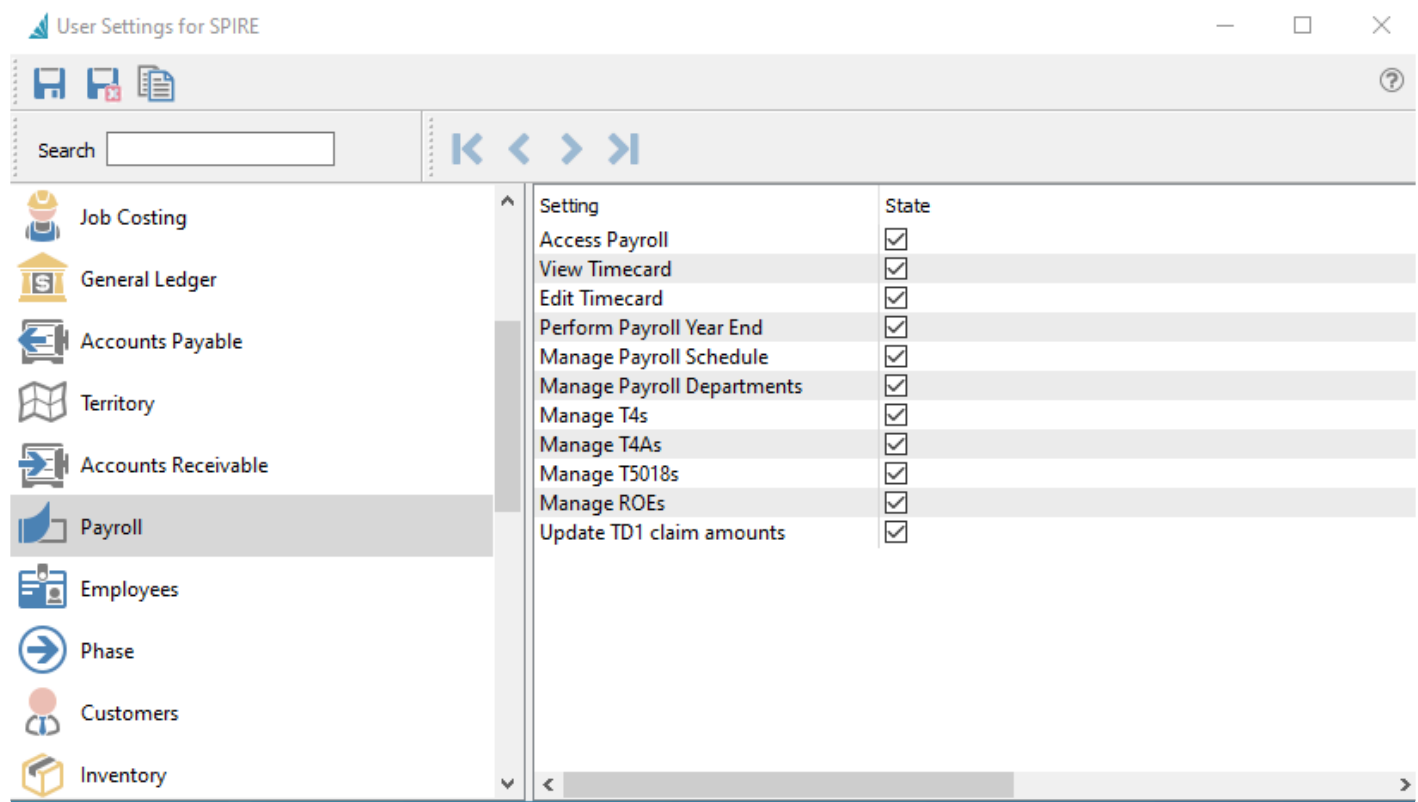 User Settings for SPIRE
Search
Job Costing
General Ledger
Accounts Payable
Territory
Accounts Receivable
Payroll
Employees
Phase
Customers
Inventory
Setting State
Access Payroll
View Timecard
Edit Timecard
Perform Payroll Year End
Manage Payroll Schedule
Manage Payroll Departments
Manage T4s
Manage T4As
Manage T5018s
Manage ROEs
Update TD1 claim amounts